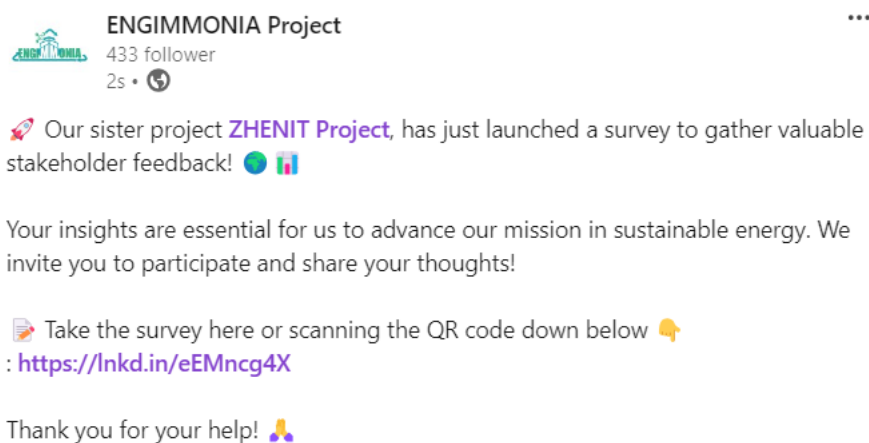 ENGIMMONIA
ENGIMMONIA Project
433 follower
2s •
🚀 Our sister project ZHENIT Project, has just launched a survey to gather valuable
stakeholder feedback! 🌍 📊
Your insights are essential for us to advance our mission in sustainable energy. We
invite you to participate and share your thoughts!
📝 Take the survey here or scanning the QR code down below 👇
: https://lnkd.in/eEMncg4X
Thank you for your help! 🙏